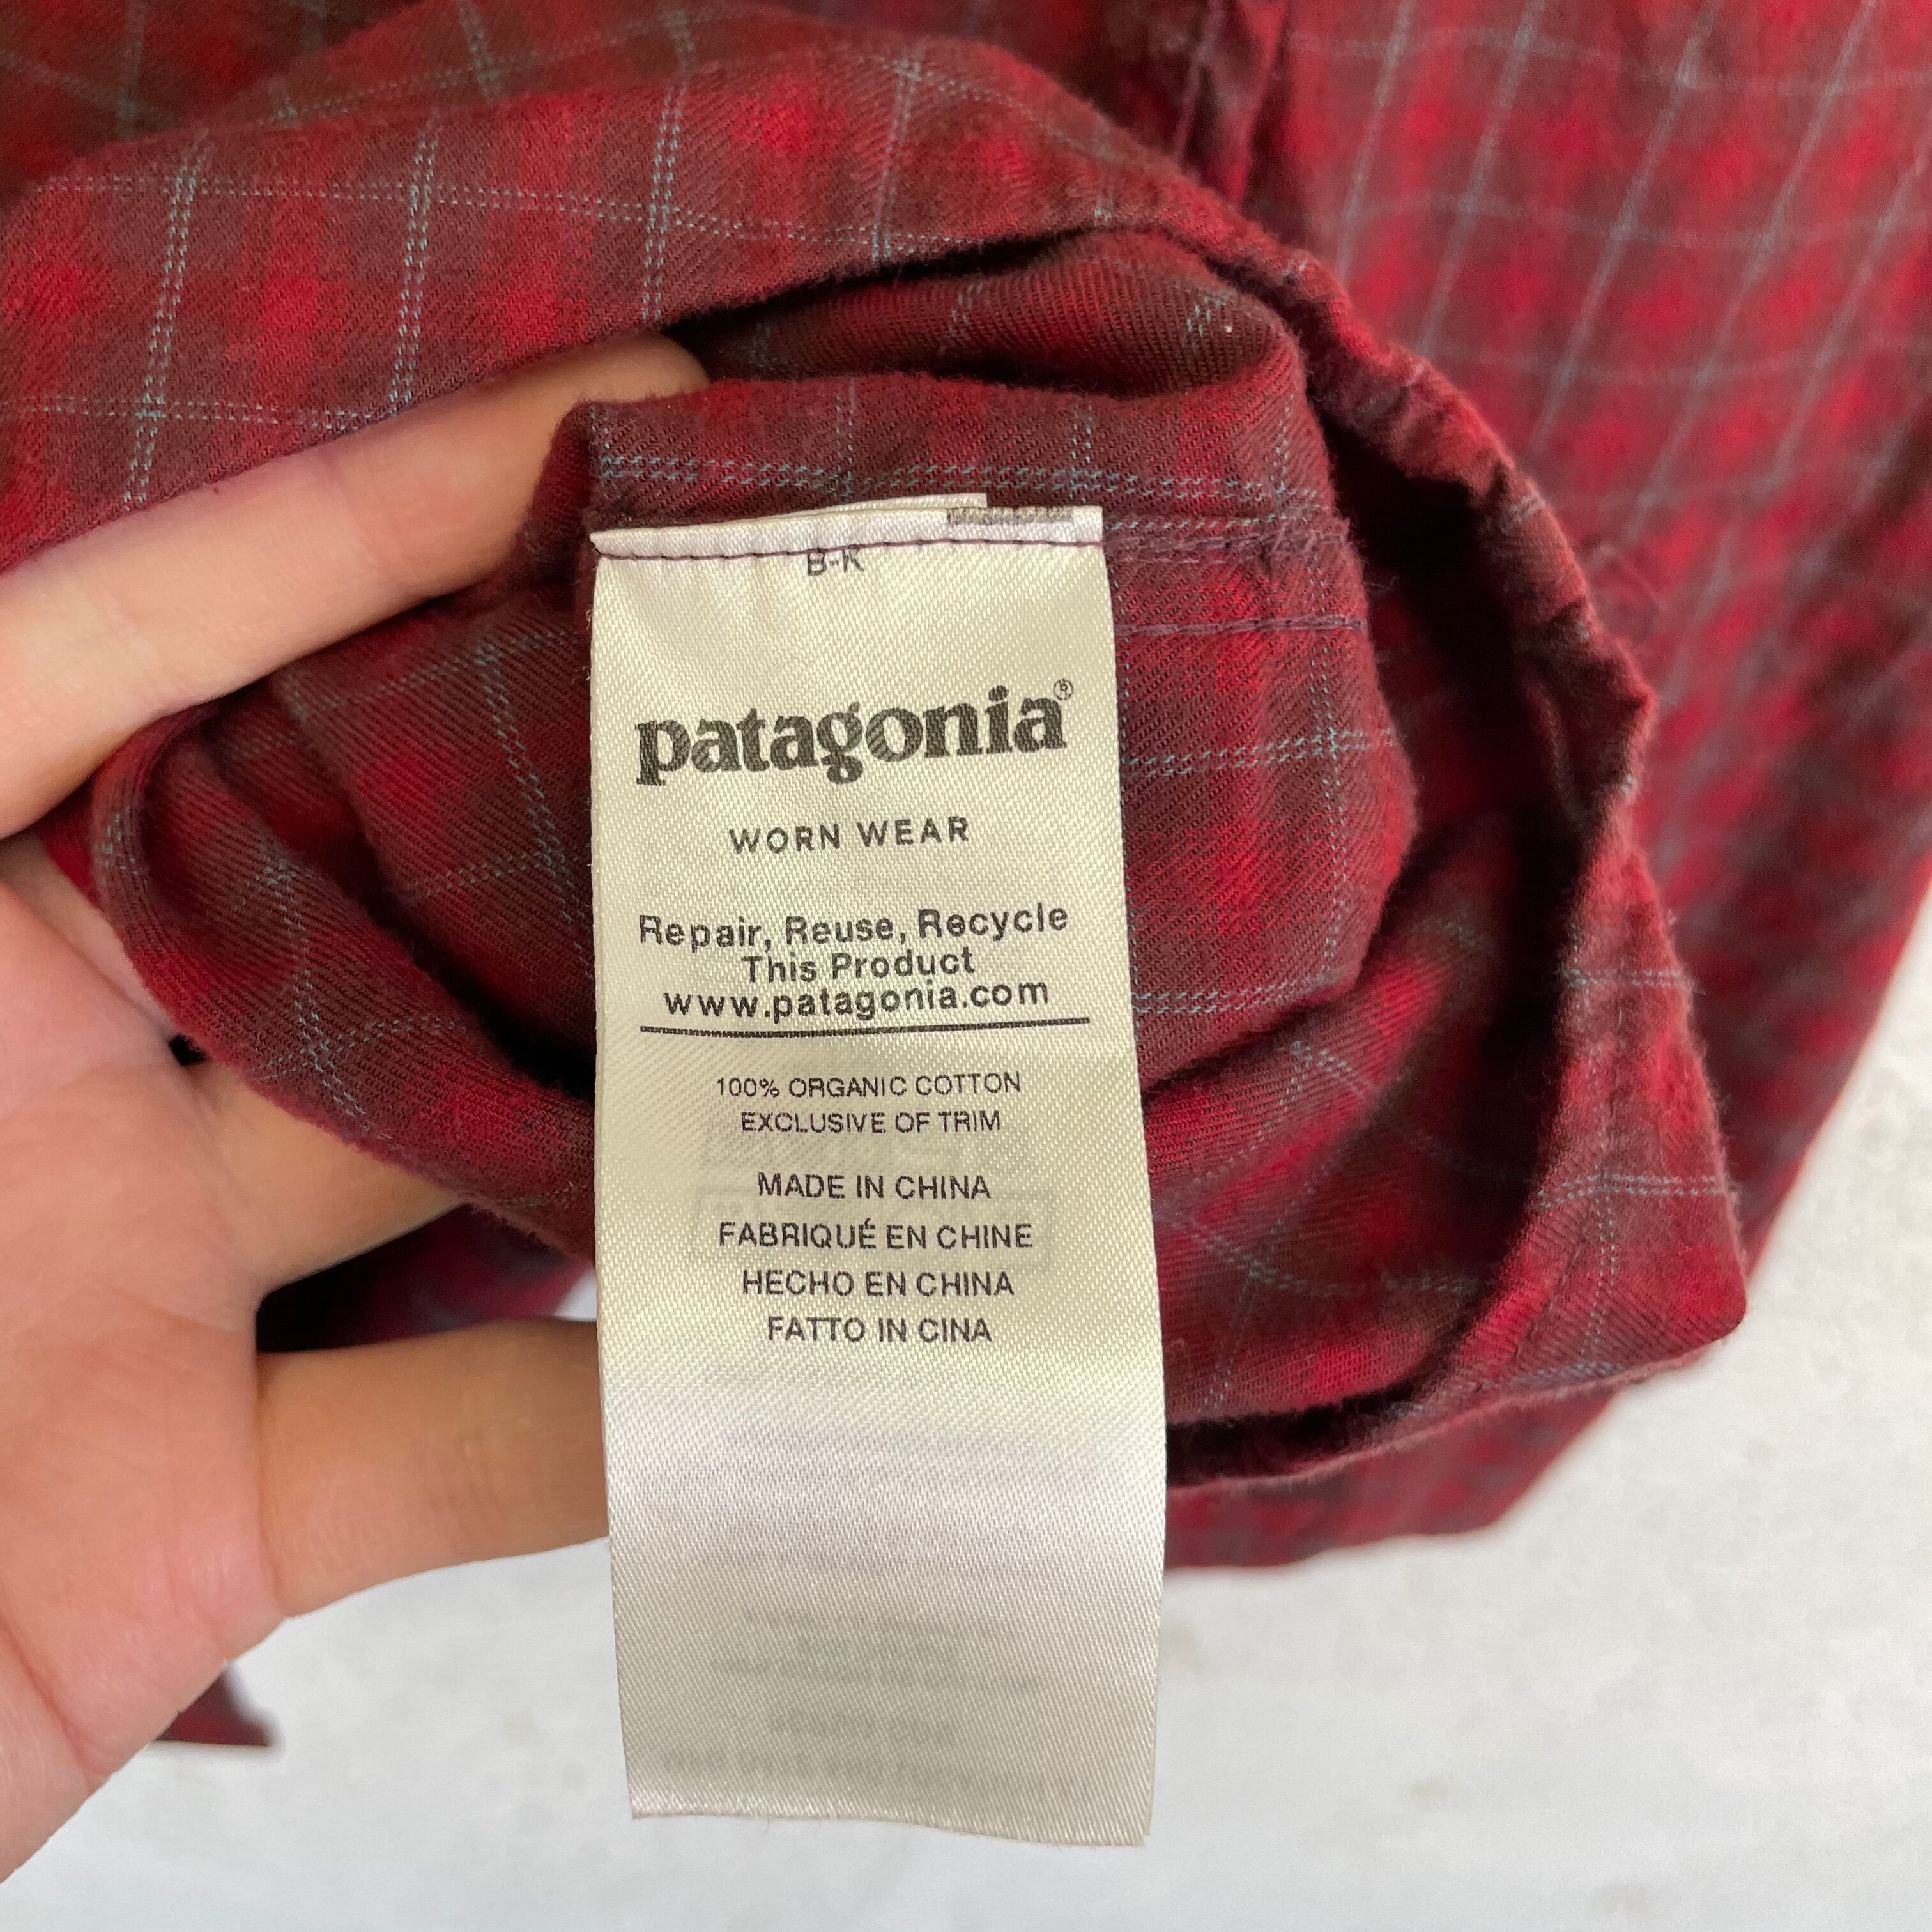 B-K
patagonia®
WORN WEAR
Repair, Reuse, Recycle
This Product
www.patagonia.com
100% ORGANIC COTTON
EXCLUSIVE OF TRIM
MADE IN CHINA
FABRIQUÉ EN CHINE
HECHO EN CHINA
FATTO IN CINA